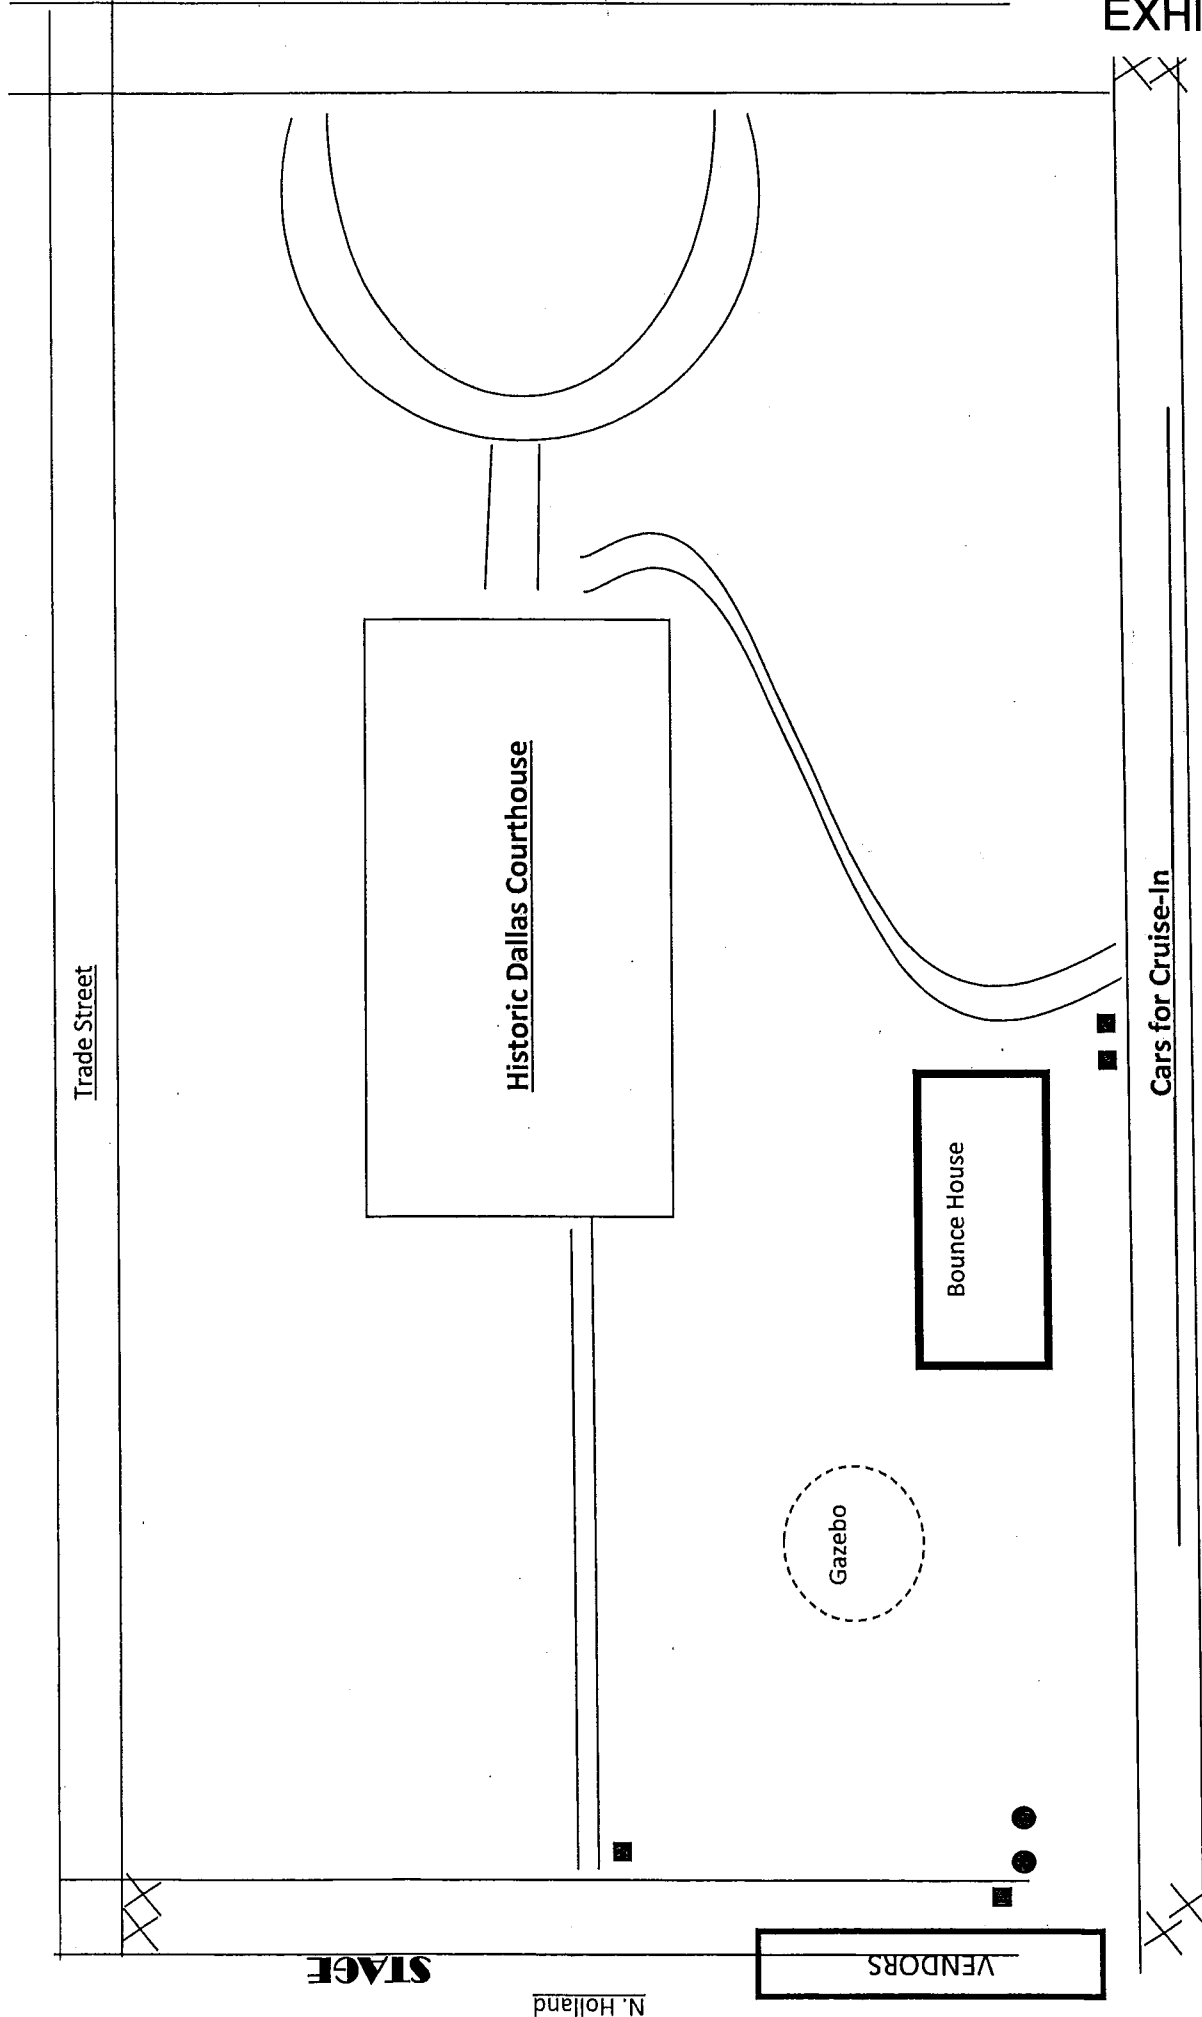 EXHI
Trade Street
Historic Dallas Courthouse
Cars for Cruise-In
Bounce House
Gazebo
STAGE
VENDORS
N. Holland